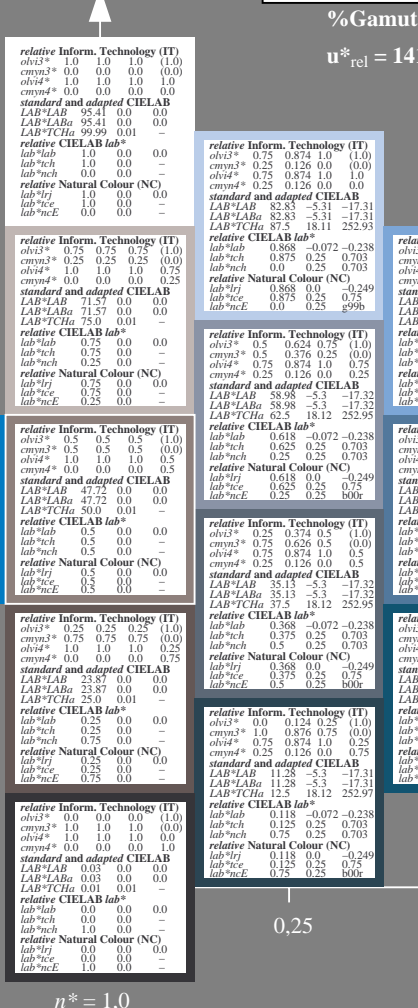 %Gamut
u*rel = 14
relative Inform. Technology (IT)
olvi3* 1.0 1.0 1.0 (1.0)
cmyn3* 0.0 0.0 0.0 (0.0)
olvi4* 1.0 1.0 1.0 1.0
cmyn4* 0.0 0.0 0.0 0.0
standard and adapted CIELAB
LAB*LAB 95.41 0.0 0.0
LAB*LABa 95.41 0.0 0.0
LAB*TCHa 99.99 0.01 –
relative CIELAB lab*
lab*lab 1.0 0.0 0.0
lab*tch 1.0 0.0 –
lab*nch 0.0 0.0 –
relative Natural Colour (NC)
lab*lrj 1.0 0.0 0.0
lab*tce 1.0 0.0 –
lab*ncE 0.0 0.0 –
relative Inform. Technology (IT)
olvi3* 0.75 0.75 0.75 (1.0)
cmyn3* 0.25 0.25 0.25 (0.0)
olvi4* 1.0 1.0 1.0 0.75
cmyn4* 0.0 0.0 0.0 0.25
standard and adapted CIELAB
LAB*LAB 71.57 0.0 0.0
LAB*LABa 71.57 0.0 0.0
LAB*TCHa 75.0 0.01 –
relative CIELAB lab*
lab*lab 0.75 0.0 0.0
lab*tch 0.75 0.0 –
lab*nch 0.25 0.0 –
relative Natural Colour (NC)
lab*lrj 0.75 0.0 0.0
lab*tce 0.75 0.0 –
lab*ncE 0.25 0.0 –
relative Inform. Technology (IT)
olvi3* 0.5 0.5 0.5 (1.0)
cmyn3* 0.5 0.5 0.5 (0.0)
olvi4* 1.0 1.0 1.0 0.5
cmyn4* 0.0 0.0 0.0 0.5
standard and adapted CIELAB
LAB*LAB 47.72 0.0 0.0
LAB*LABa 47.72 0.0 0.0
LAB*TCHa 50.0 0.01 –
relative CIELAB lab*
lab*lab 0.5 0.0 0.0
lab*tch 0.5 0.0 –
lab*nch 0.5 0.0 –
relative Natural Colour (NC)
lab*lrj 0.5 0.0 0.0
lab*tce 0.5 0.0 –
lab*ncE 0.5 0.0 –
relative Inform. Technology (IT)
olvi3* 0.25 0.25 0.25 (1.0)
cmyn3* 0.75 0.75 0.75 (0.0)
olvi4* 1.0 1.0 1.0 0.25
cmyn4* 0.0 0.0 0.0 0.75
standard and adapted CIELAB
LAB*LAB 23.87 0.0 0.0
LAB*LABa 23.87 0.0 0.0
LAB*TCHa 25.0 0.01 –
relative CIELAB lab*
lab*lab 0.25 0.0 0.0
lab*tch 0.25 0.0 –
lab*nch 0.75 0.0 –
relative Natural Colour (NC)
lab*lrj 0.25 0.0 0.0
lab*tce 0.25 0.0 –
lab*ncE 0.75 0.0 –
relative Inform. Technology (IT)
olvi3* 0.0 0.0 0.0 (1.0)
cmyn3* 1.0 1.0 1.0 (0.0)
olvi4* 1.0 1.0 1.0 0.0
cmyn4* 0.0 0.0 0.0 1.0
standard and adapted CIELAB
LAB*LAB 0.03 0.0 0.0
LAB*LABa 0.03 0.0 0.0
LAB*TCHa 0.01 0.01 –
relative CIELAB lab*
lab*lab 0.0 0.0 0.0
lab*tch 0.0 0.0 –
lab*nch 1.0 0.0 –
relative Natural Colour (NC)
lab*lrj 0.0 0.0 0.0
lab*tce 0.0 0.0 –
lab*ncE 1.0 0.0 –
n* = 1.0
relative Inform. Technology (IT)
olvi3* 0.75 0.874 1.0 (1.0)
cmyn3* 0.25 0.126 0.0 (0.0)
olvi4* 0.75 0.874 1.0 1.0
cmyn4* 0.25 0.126 0.0 0.0
standard and adapted CIELAB
LAB*LAB 82.83 –5.31 –17.31
LAB*LABa 82.83 –5.31 –17.31
LAB*TCHa 87.5 18.11 252.93
relative CIELAB lab*
lab*lab 0.868 –0.072 –0.238
lab*tch 0.875 0.25 0.703
lab*nch 0.0 0.25 0.703
relative Natural Colour (NC)
lab*lrj 0.868 0.0 –0.249
lab*tce 0.875 0.25 0.75
lab*ncE 0.0 0.25 g99b
relative Inform. Technology (IT)
olvi3* 0.5 0.624 0.75 (1.0)
cmyn3* 0.5 0.376 0.25 (0.0)
olvi4* 0.75 0.874 1.0 0.75
cmyn4* 0.25 0.126 0.0 0.25
standard and adapted CIELAB
LAB*LAB 58.98 –5.3 –17.32
LAB*LABa 58.98 –5.3 –17.32
LAB*TCHa 62.5 18.12 252.95
relative CIELAB lab*
lab*lab 0.618 –0.072 –0.238
lab*tch 0.625 0.25 0.703
lab*nch 0.25 0.25 0.703
relative Natural Colour (NC)
lab*lrj 0.618 0.0 –0.249
lab*tce 0.625 0.25 0.75
lab*ncE 0.25 0.25 b00r
relative Inform. Technology (IT)
olvi3* 0.25 0.374 0.5 (1.0)
cmyn3* 0.75 0.626 0.5 (0.0)
olvi4* 0.75 0.874 1.0 0.5
cmyn4* 0.25 0.126 0.0 0.5
standard and adapted CIELAB
LAB*LAB 35.13 –5.3 –17.32
LAB*LABa 35.13 –5.3 –17.32
LAB*TCHa 37.5 18.12 252.95
relative CIELAB lab*
lab*lab 0.368 –0.072 –0.238
lab*tch 0.375 0.25 0.703
lab*nch 0.5 0.25 0.703
relative Natural Colour (NC)
lab*lrj 0.368 0.0 –0.249
lab*tce 0.375 0.25 0.75
lab*ncE 0.5 0.25 b00r
relative Inform. Technology (IT)
olvi3* 0.0 0.124 0.25 (1.0)
cmyn3* 1.0 0.876 0.75 (0.0)
olvi4* 0.75 0.874 1.0 0.25
cmyn4* 0.25 0.126 0.0 0.75
standard and adapted CIELAB
LAB*LAB 11.28 –5.3 –17.31
LAB*LABa 11.28 –5.3 –17.31
LAB*TCHa 12.5 18.12 252.97
relative CIELAB lab*
lab*lab 0.118 –0.072 –0.238
lab*tch 0.125 0.25 0.703
lab*nch 0.75 0.25 0.703
relative Natural Colour (NC)
lab*lrj 0.118 0.0 –0.249
lab*tce 0.125 0.25 0.75
lab*ncE 0.75 0.25 b00r
0,25